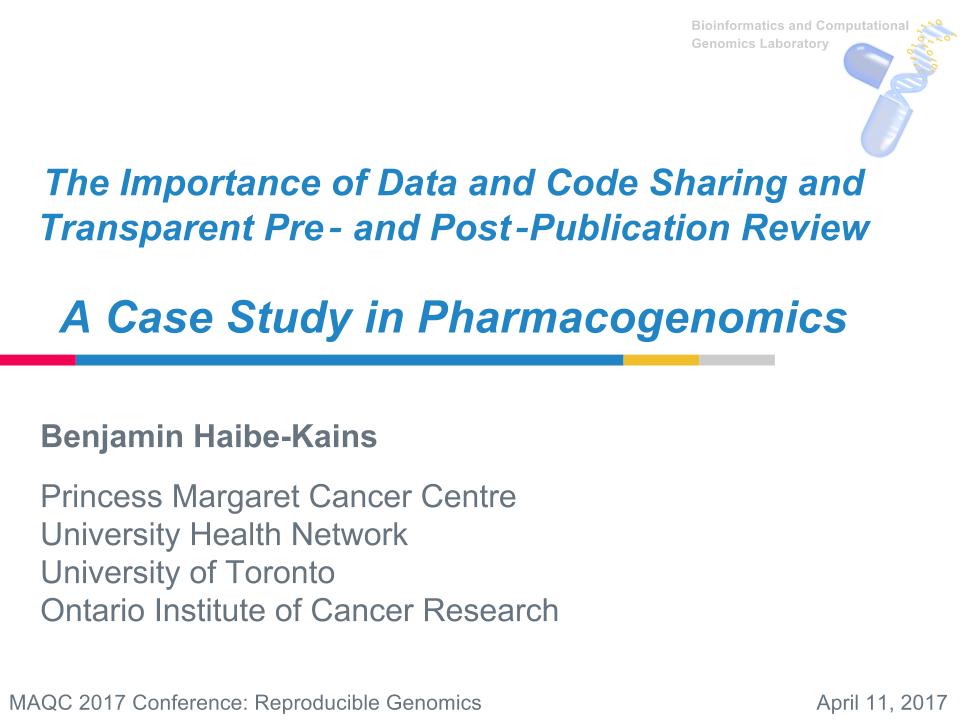 Bioinformatics and Computational
Genomics Laboratory
The Importance of Data and Code Sharing and
Transparent Pre- and Post-Publication Review
A Case Study in Pharmacogenomics
Benjamin Haibe-Kains
Princess Margaret Cancer Centre
University Health Network
University of Toronto
Ontario Institute of Cancer Research
MAQC 2017 Conference: Reproducible Genomics
April 11, 2017